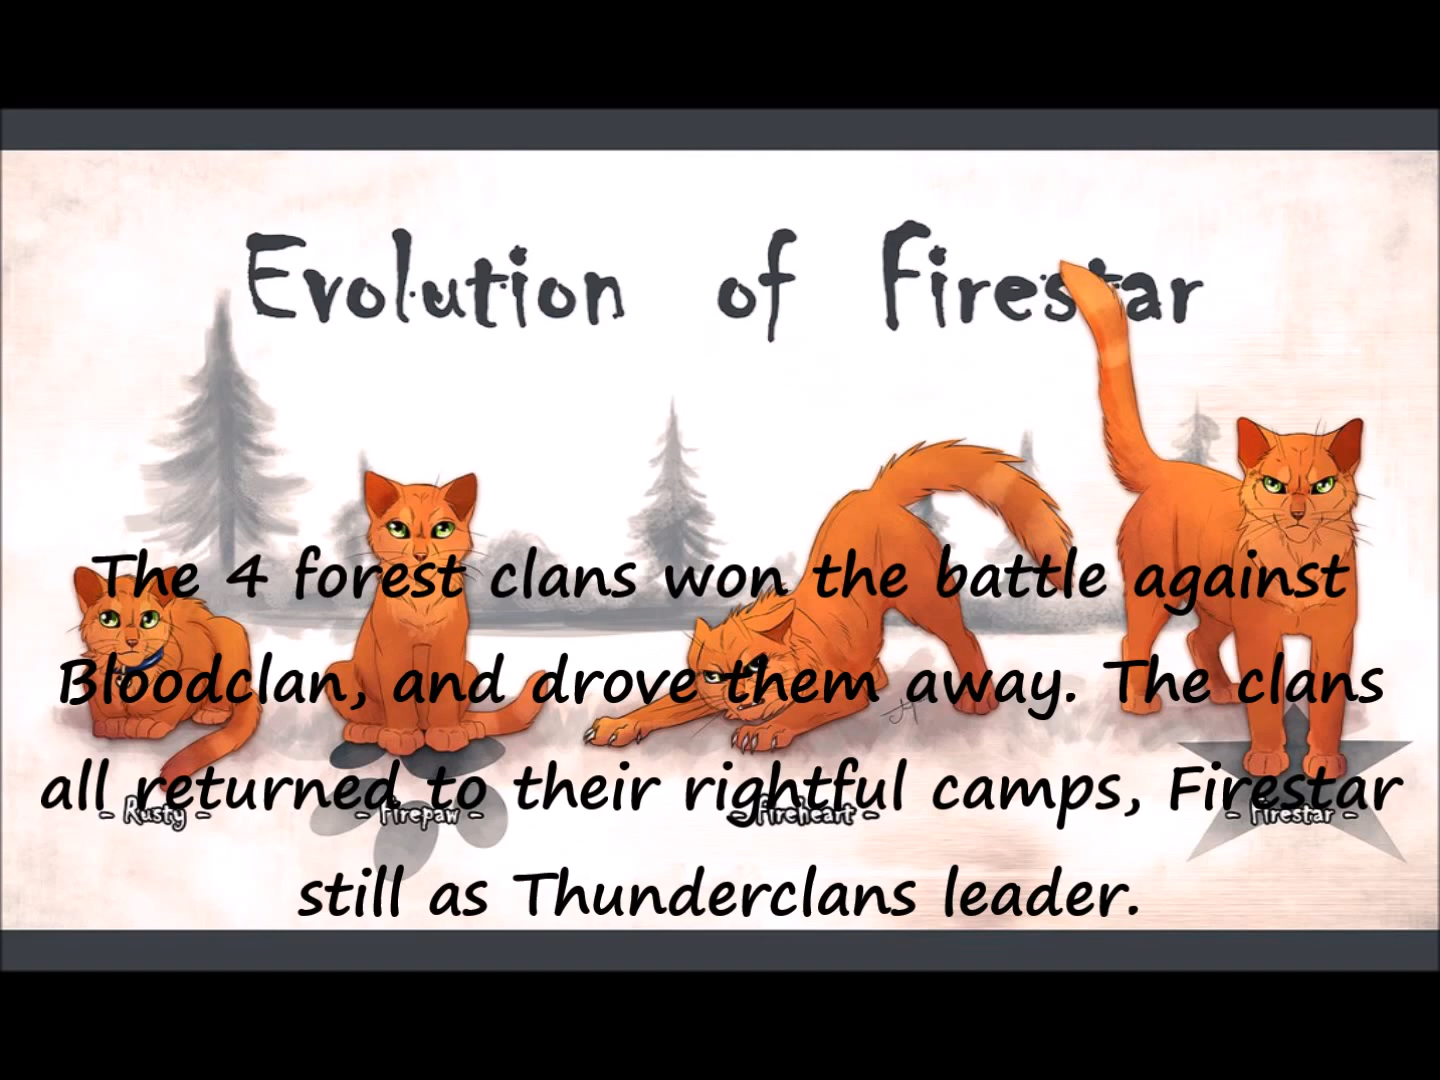 Evolution of Firestar
The 4 forest clans won the battle against
Bloodclan, and drove them away. The clans
all returned to their rightful camps, Firestar
still as Thunderclans leader.
- Rusty -
- Firepaw -
- Fireheart -
- Firestar -